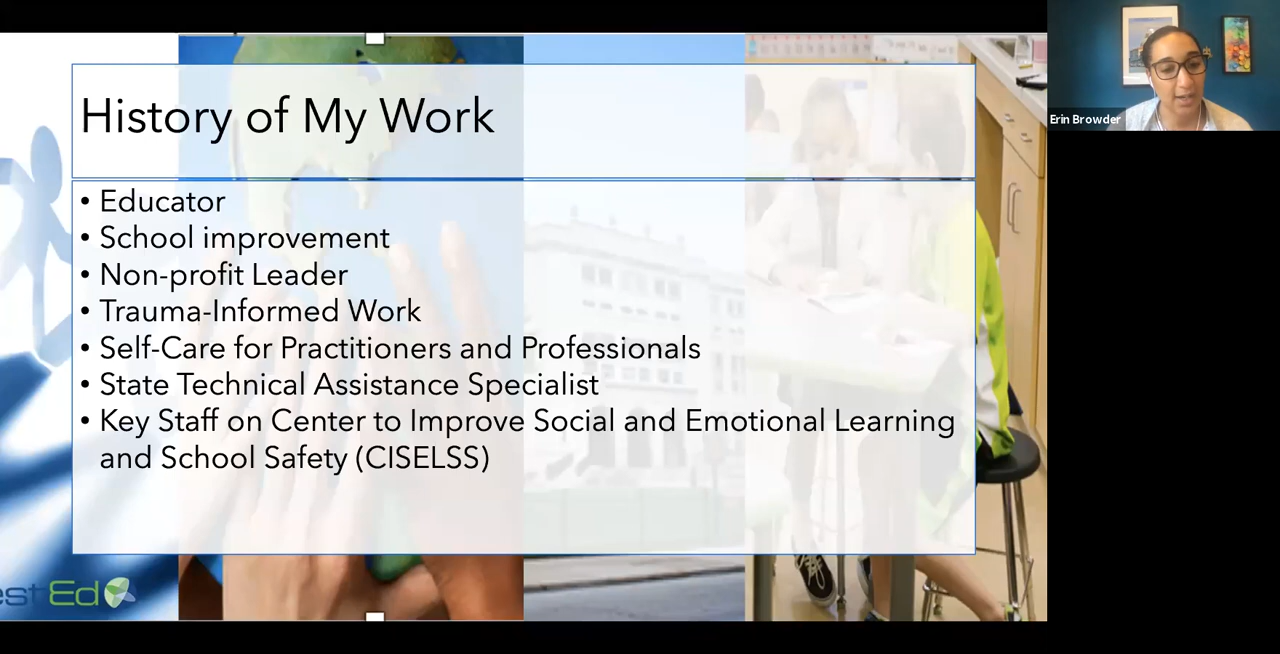 History of My Work
• Educator
• School improvement
• Non-profit Leader
• Trauma-Informed Work
• Self-Care for Practitioners and Professionals
• State Technical Assistance Specialist
• Key Staff on Center to Improve Social and Emotional Learning
and School Safety (CISELSS)
estEd
Erin Browder